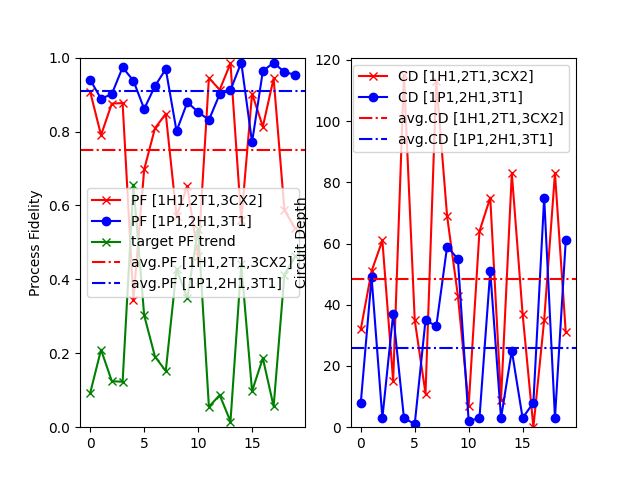 1.0
0.8
0.6
0.4
0.2
0.0
Process Fidelity
0
5
10
15
PF [1H1,2T1,3CX2]
PF [1P1,2H1,3T1]
target PF trend
avg.PF [1H1,2T1,3CX2]
avg.PF [1P1,2H1,3T1]
120
100
80
60
40
20
0
Circuit Depth
0
5
10
15
CD [1H1,2T1,3CX2]
CD [1P1,2H1,3T1]
avg.CD [1H1,2T1,3CX2]
avg.CD [1P1,2H1,3T1]